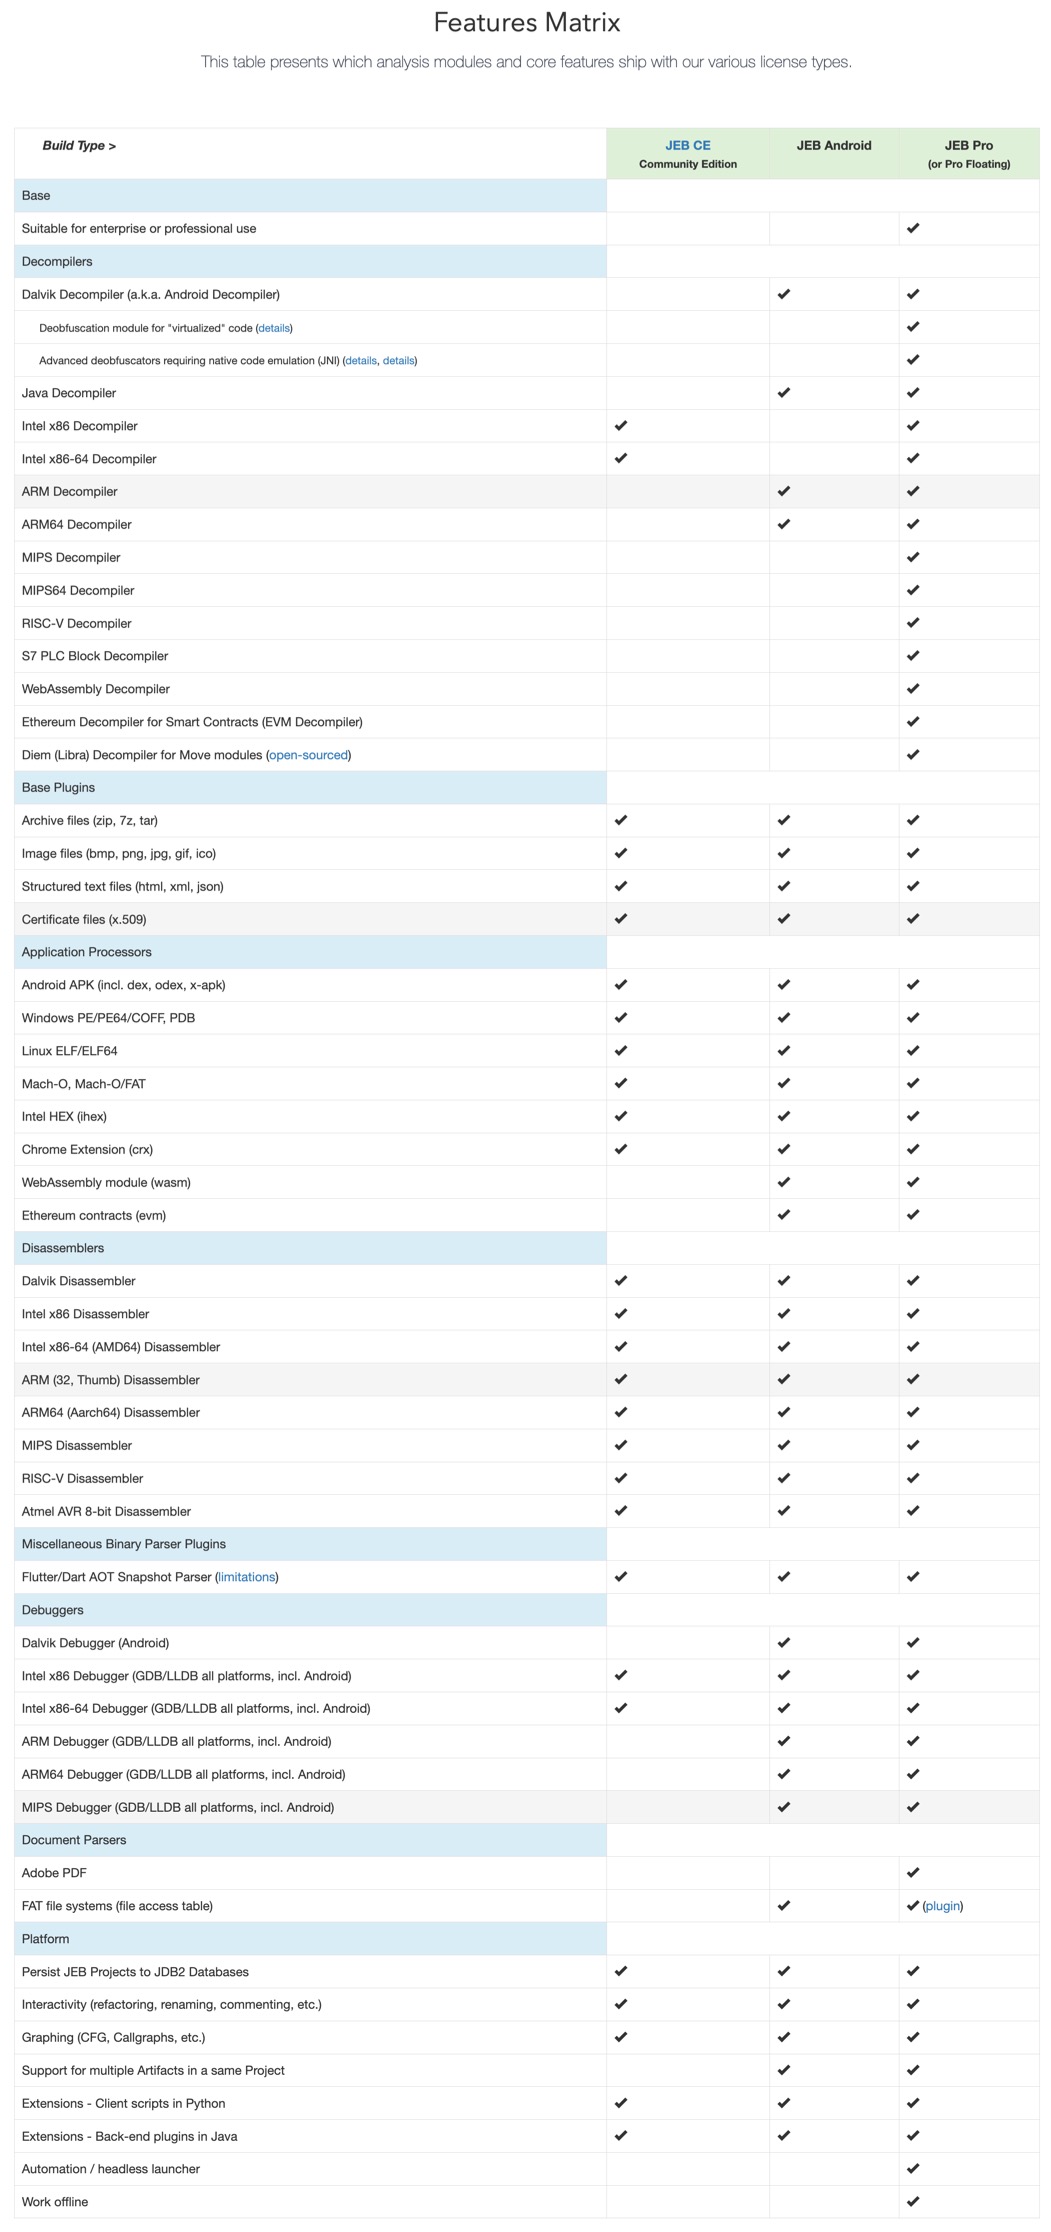 Features Matrix
This table presents which analysis modules and core features ship with our various license types.
Build Type > JEB CE JEB Android JEB Pro
Community Edition (or Pro Floating)
Base
Suitable for enterprise or professional use ✔
Decompilers
Dalvik Decompiler (a.k.a. Android Decompiler) ✔ ✔
Deobfuscation module for "virtualized" code (details) ✔
Advanced deobfuscators requiring native code emulation (JNI) (details, details) ✔
Java Decompiler ✔ ✔
Intel x86 Decompiler ✔ ✔
Intel x86-64 Decompiler ✔ ✔
ARM Decompiler ✔ ✔
ARM64 Decompiler ✔ ✔
MIPS Decompiler ✔
MIPS64 Decompiler ✔
RISC-V Decompiler ✔
S7 PLC Block Decompiler ✔
WebAssembly Decompiler ✔
Ethereum Decompiler for Smart Contracts (EVM Decompiler) ✔
Diem (Libra) Decompiler for Move modules (open-sourced) ✔
Base Plugins
Archive files (zip, 7z, tar) ✔ ✔ ✔
Image files (bmp, png, jpg, gif, ico) ✔ ✔ ✔
Structured text files (html, xml, json) ✔ ✔ ✔
Certificate files (x.509) ✔ ✔ ✔
Application Processors
Android APK (incl. dex, odex, x-apk) ✔ ✔ ✔
Windows PE/PE64/COFF, PDB ✔ ✔ ✔
Linux ELF/ELF64 ✔ ✔ ✔
Mach-O, Mach-O/FAT ✔ ✔ ✔
Intel HEX (ihex) ✔ ✔ ✔
Chrome Extension (crx) ✔ ✔ ✔
WebAssembly module (wasm) ✔ ✔
Ethereum contracts (evm) ✔ ✔
Disassemblers
Dalvik Disassembler ✔ ✔ ✔
Intel x86 Disassembler ✔ ✔ ✔
Intel x86-64 (AMD64) Disassembler ✔ ✔ ✔
ARM (32, Thumb) Disassembler ✔ ✔ ✔
ARM64 (Aarch64) Disassembler ✔ ✔ ✔
MIPS Disassembler ✔ ✔ ✔
RISC-V Disassembler ✔ ✔ ✔
Atmel AVR 8-bit Disassembler ✔ ✔ ✔
Miscellaneous Binary Parser Plugins
Flutter/Dart AOT Snapshot Parser (limitations) ✔ ✔ ✔
Debuggers
Dalvik Debugger (Android) ✔ ✔
Intel x86 Debugger (GDB/LLDB all platforms, incl. Android) ✔ ✔ ✔
Intel x86-64 Debugger (GDB/LLDB all platforms, incl. Android) ✔ ✔ ✔
ARM Debugger (GDB/LLDB all platforms, incl. Android) ✔ ✔
ARM64 Debugger (GDB/LLDB all platforms, incl. Android) ✔ ✔
MIPS Debugger (GDB/LLDB all platforms, incl. Android) ✔ ✔
Document Parsers
Adobe PDF ✔
FAT file systems (file access table) ✔ ✔ (plugin)
Platform
Persist JEB Projects to JDB2 Databases ✔ ✔ ✔
Interactivity (refactoring, renaming, commenting, etc.) ✔ ✔ ✔
Graphing (CFG, Callgraphs, etc.) ✔ ✔ ✔
Support for multiple Artifacts in a same Project ✔ ✔
Extensions - Client scripts in Python ✔ ✔ ✔
Extensions - Back-end plugins in Java ✔ ✔ ✔
Automation / headless launcher ✔
Work offline ✔